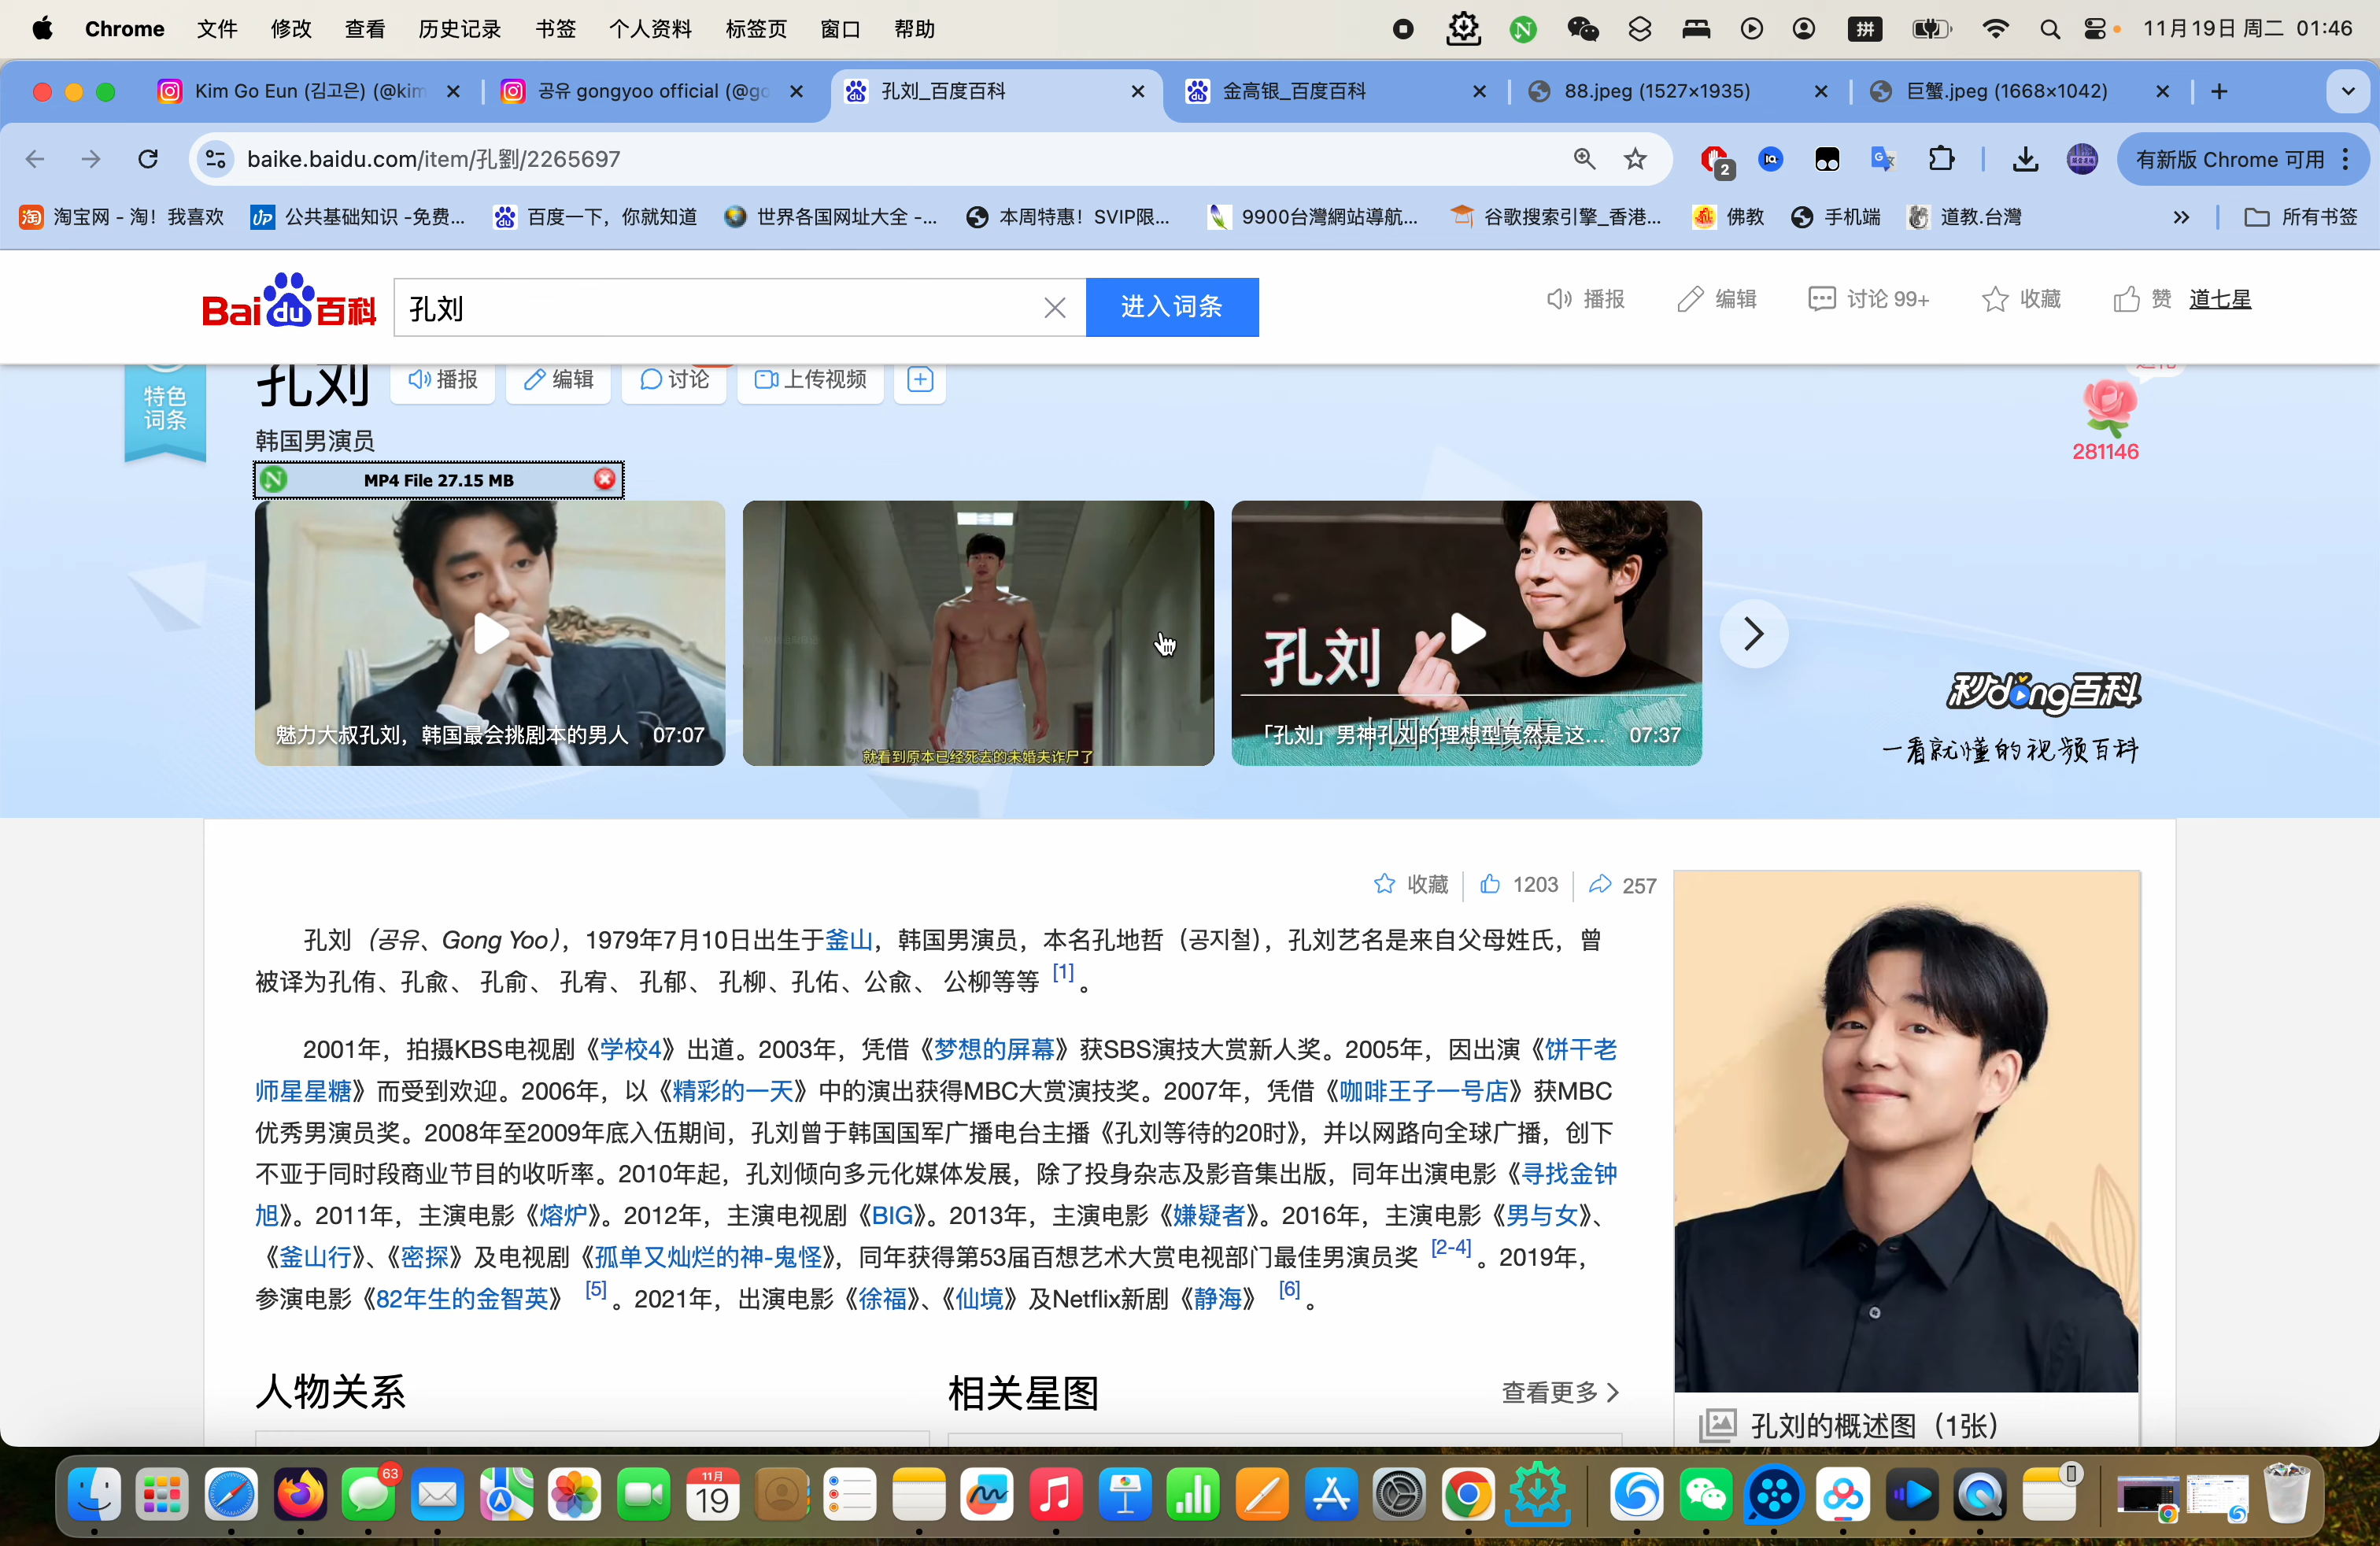 Chrome 文件 修改 查看 历史记录 书签 个人资料 标签页 窗口 帮助 拼 11月19日 周二 01:46
Kim Go Eun (김고은) (@kim 공유 gongyoo official (@go 孔刘_百度百科 金高银_百度百科 88.jpeg (1527×1935) 巨蟹.jpeg (1668×1042)
baike.baidu.com/item/孔劉/2265697 2 有新版 Chrome 可用
淘宝网 - 淘！我喜欢 公共基础知识 -免费... 百度一下，你就知道 世界各国网址大全 -... 本周特惠！SVIP限... 9900台灣網站導航... 谷歌搜索引擎_香港... 佛教 手机端 道教.台灣 所有书签
Bai du 百科 孔刘 进入词条 播报 编辑 讨论 99+ 收藏 赞 道七星
特色
词条
孔刘 播报 编辑 讨论 上传视频
韩国男演员
281146
MP4 File 27.15 MB
魅力大叔孔刘，韩国最会挑剧本的男人 07:07
就看到原本已经死去的未婚夫诈尸了
孔刘
「孔刘」男神孔刘的理想型竟然是这... 07:37
秒dong百科
一看就懂的视频百科
收藏 1203 257
孔刘（공유、Gong Yoo），1979年7月10日出生于釜山，韩国男演员，本名孔地哲（공지철），孔刘艺名是来自父母姓氏，曾
被译为孔侑、孔兪、 孔俞、 孔宥、 孔郁、 孔柳、孔佑、公兪、 公柳等等 [1] 。
2001年，拍摄KBS电视剧《学校4》出道。2003年，凭借《梦想的屏幕》获SBS演技大赏新人奖。2005年，因出演《饼干老
师星星糖》而受到欢迎。2006年，以《精彩的一天》中的演出获得MBC大赏演技奖。2007年，凭借《咖啡王子一号店》获MBC
优秀男演员奖。2008年至2009年底入伍期间，孔刘曾于韩国国军广播电台主播《孔刘等待的20时》，并以网路向全球广播，创下
不亚于同时段商业节目的收听率。2010年起，孔刘倾向多元化媒体发展，除了投身杂志及影音集出版，同年出演电影《寻找金钟
旭》。2011年，主演电影《熔炉》。2012年，主演电视剧《BIG》。2013年，主演电影《嫌疑者》。2016年，主演电影《男与女》、
《釜山行》、《密探》及电视剧《孤单又灿烂的神-鬼怪》，同年获得第53届百想艺术大赏电视部门最佳男演员奖 [2-4] 。2019年，
参演电影《82年生的金智英》 [5] 。2021年，出演电影《徐福》、《仙境》及Netflix新剧《静海》 [6] 。
人物关系 相关星图 查看更多
孔刘的概述图（1张）
63 11月 19